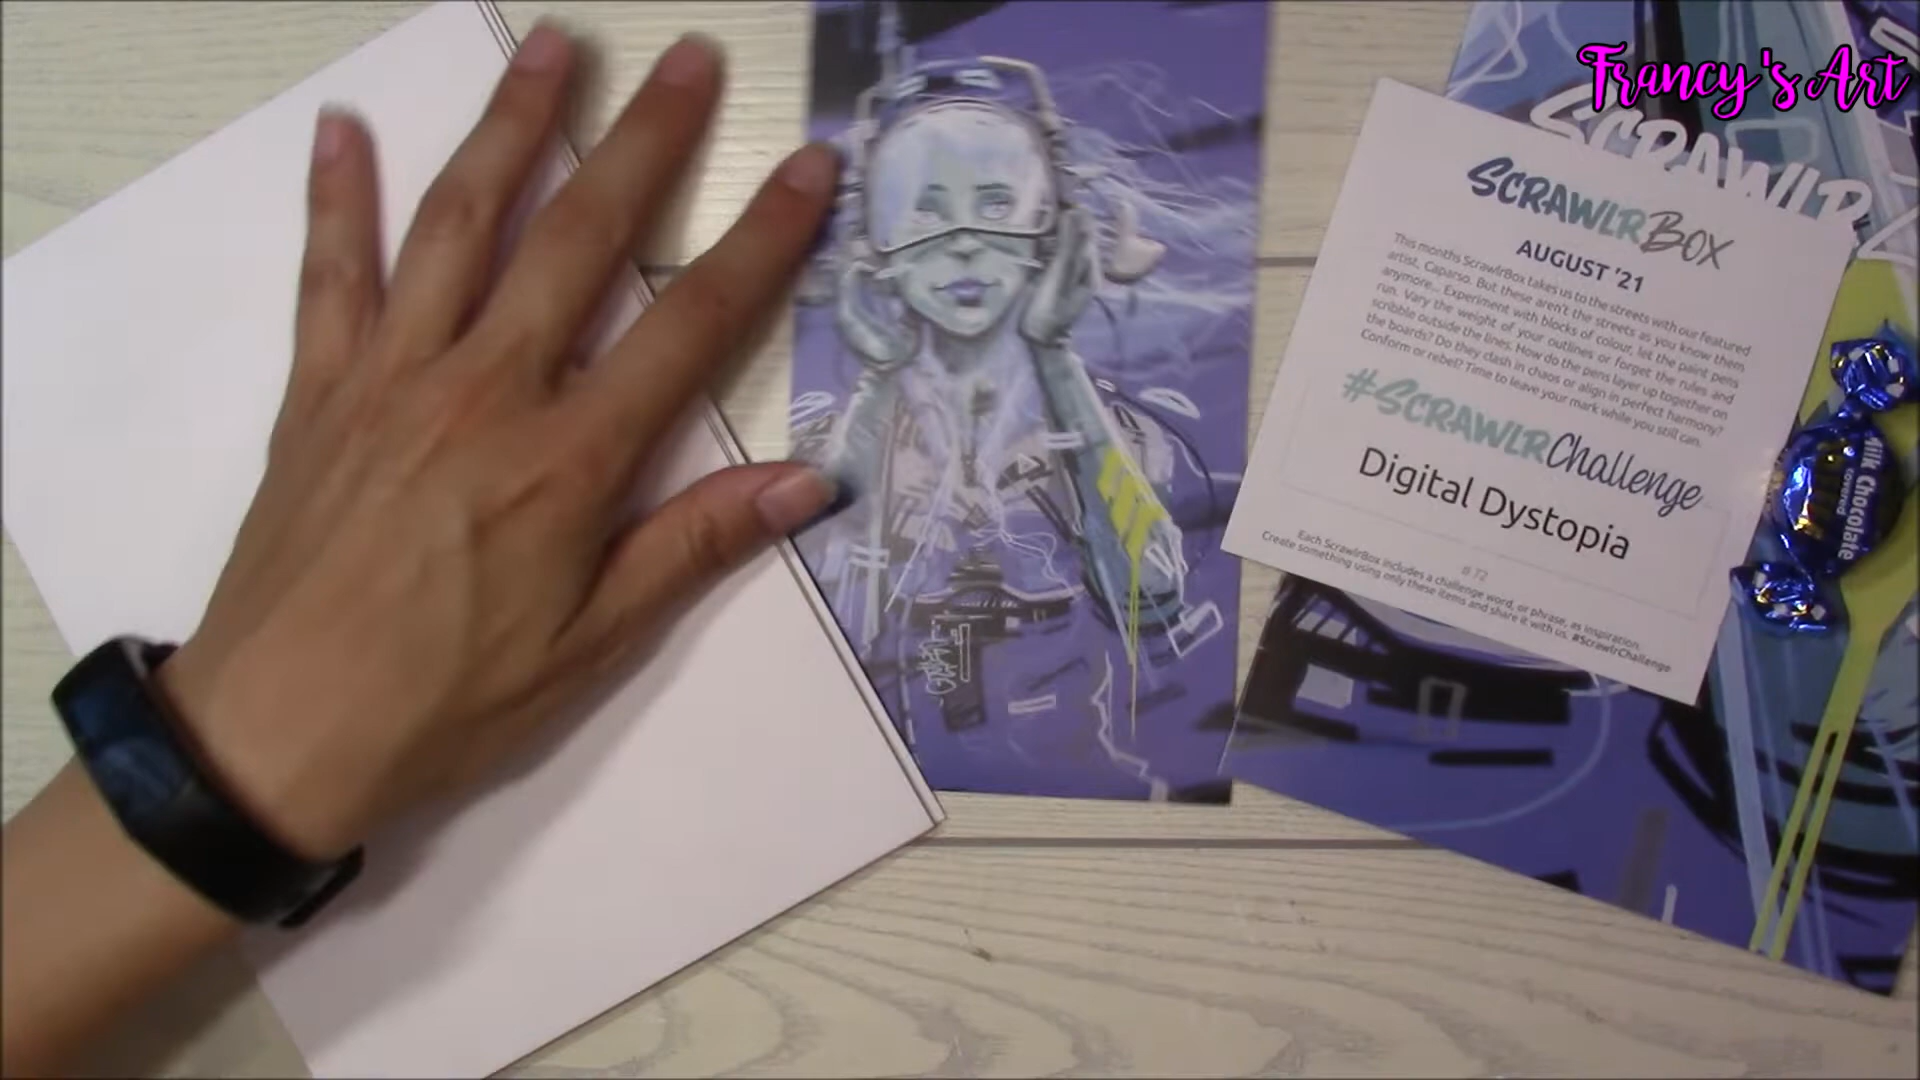 Francy's Art
SCRAWLR
SCRAWLRBOX
AUGUST '21
This months ScrawlrBox takes us to the streets with our featured
artist, Caparso. But these aren't the streets as you know them
anymore... Experiment with blocks of colour, let the paint pens
run. Vary the weight of your outlines or forget the rules and
scribble outside the lines. How do the pens layer up together on
the boards? Do they clash in chaos or align in perfect harmony?
Conform or rebel? Time to leave your mark while you still can.
#SCRAWLRChallenge
Digital Dystopia
# 72
Each ScrawlrBox includes a challenge word, or phrase, as inspiration.
Create something using only these items and share it with us. #ScrawlrChallenge
Milk Chocolate
covered